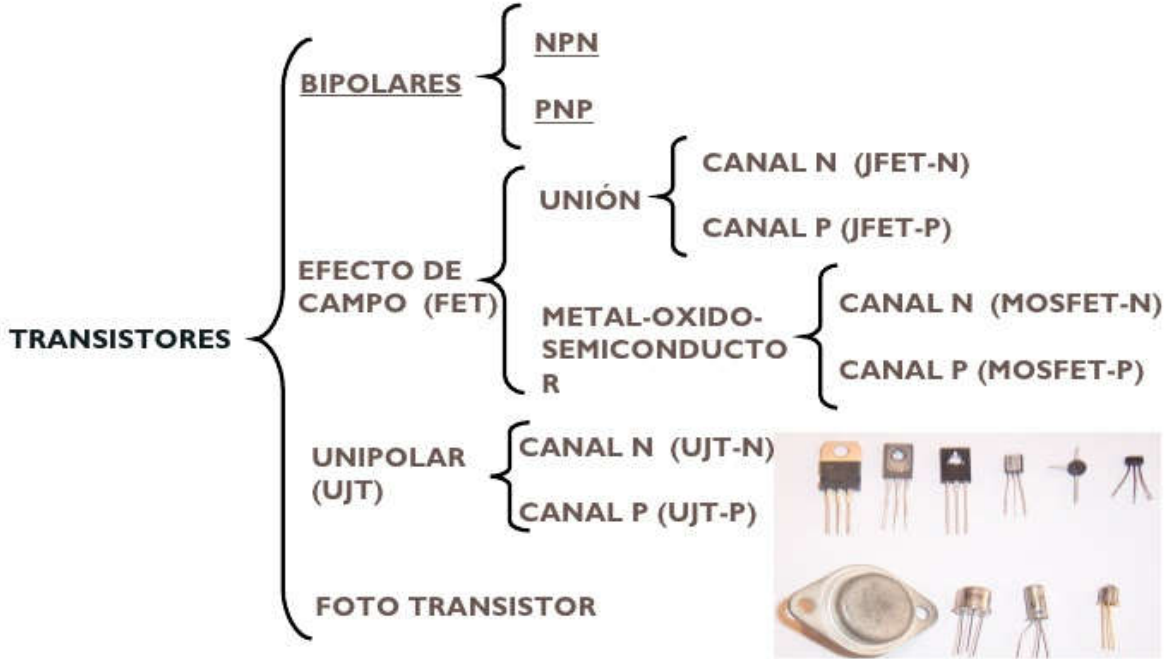 TRANSISTORES
BIPOLARES
NPN
PNP
EFECTO DE
CAMPO (FET)
UNIÓN
CANAL N (JFET-N)
CANAL P (JFET-P)
METAL-OXIDO-
SEMICONDUCTO
R
CANAL N (MOSFET-N)
CANAL P (MOSFET-P)
UNIPOLAR
(UJT)
CANAL N (UJT-N)
CANAL P (UJT-P)
FOTO TRANSISTOR